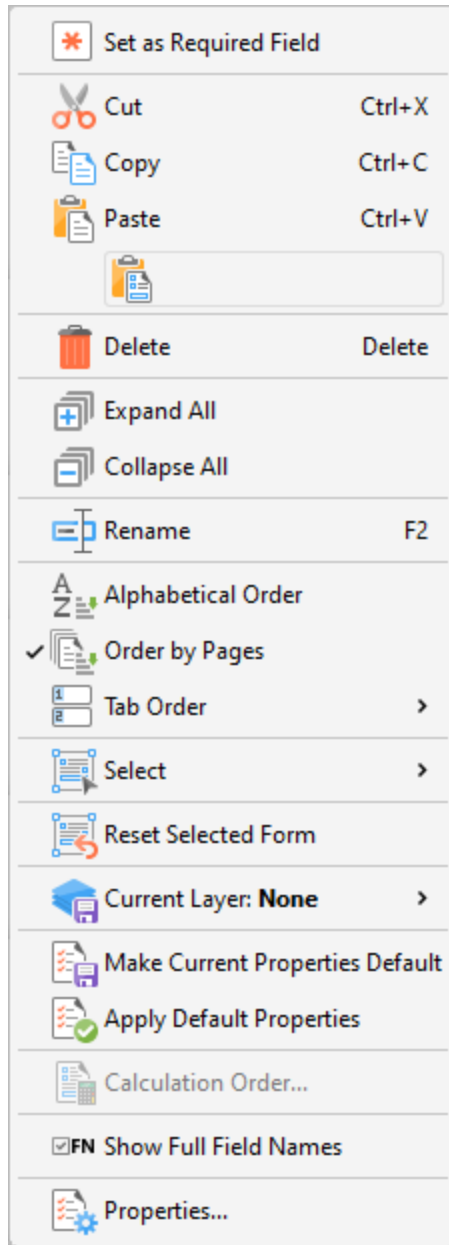 Set as Required Field
Cut Ctrl+X
Copy Ctrl+C
Paste Ctrl+V
Delete Delete
Expand All
Collapse All
Rename F2
A
Z
Alphabetical Order
Order by Pages
1
2
Tab Order
Select
Reset Selected Form
Current Layer: None
Make Current Properties Default
Apply Default Properties
Calculation Order...
FN Show Full Field Names
Properties...